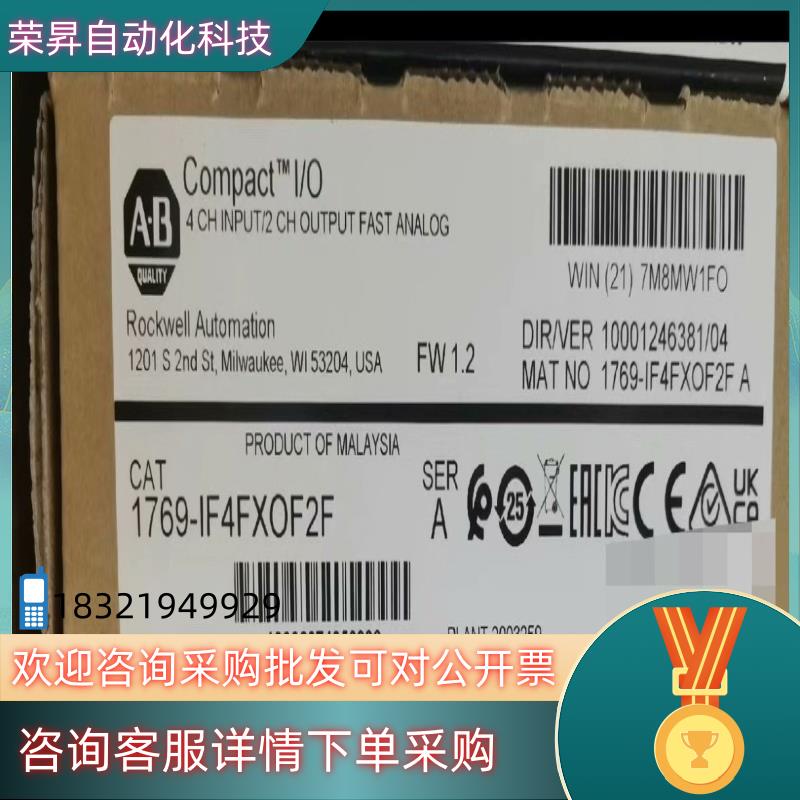 荣昇自动化科技
Compact™ I/O
4 CH INPUT/2 CH OUTPUT FAST ANALOG
A·B
QUALITY
WIN (21) 7M8MW1FO
Rockwell Automation
1201 S 2nd St, Milwaukee, WI 53204, USA
FW 1.2
DIR/VER 10001246381/04
MAT NO 1769-IF4FXOF2F A
PRODUCT OF MALAYSIA
CAT
1769-IF4FXOF2F
SER
A
25
EAC
KC
CE
UK
CA
18321949929
欢迎咨询采购批发可对公开票
咨询客服详情下单采购